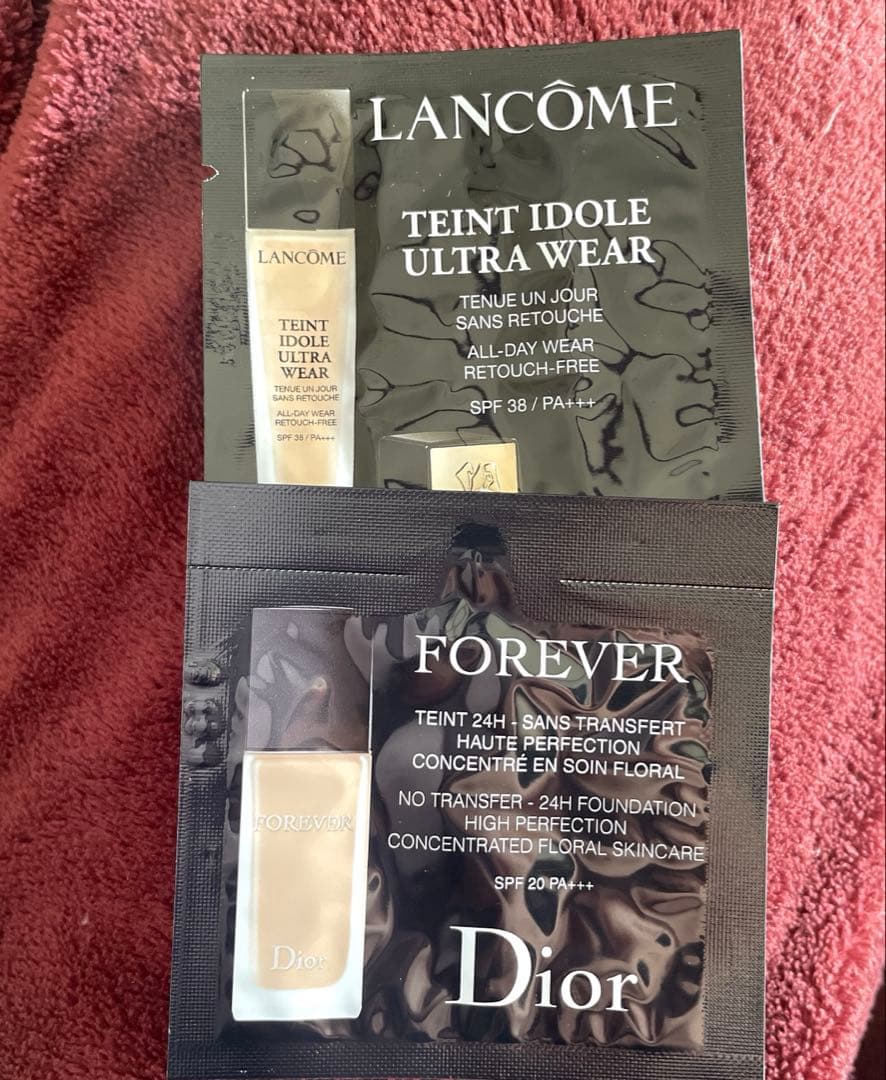 LANCÔME
TEINT IDOLE
ULTRA WEAR
TENUE UN JOUR
SANS RETOUCHE
ALL-DAY WEAR
RETOUCH-FREE
SPF 38 / PA+++
LANCÔME
TEINT
IDOLE
ULTRA
WEAR
TENUE UN JOUR
SANS RETOUCHE
ALL-DAY WEAR
RETOUCH-FREE
SPF 38 / PA+++
FOREVER
TEINT 24H - SANS TRANSFERT
HAUTE PERFECTION
CONCENTRÉ EN SOIN FLORAL
NO TRANSFER - 24H FOUNDATION
HIGH PERFECTION
CONCENTRATED FLORAL SKINCARE
SPF 20 PA+++
Dior
FOREVER
Dior